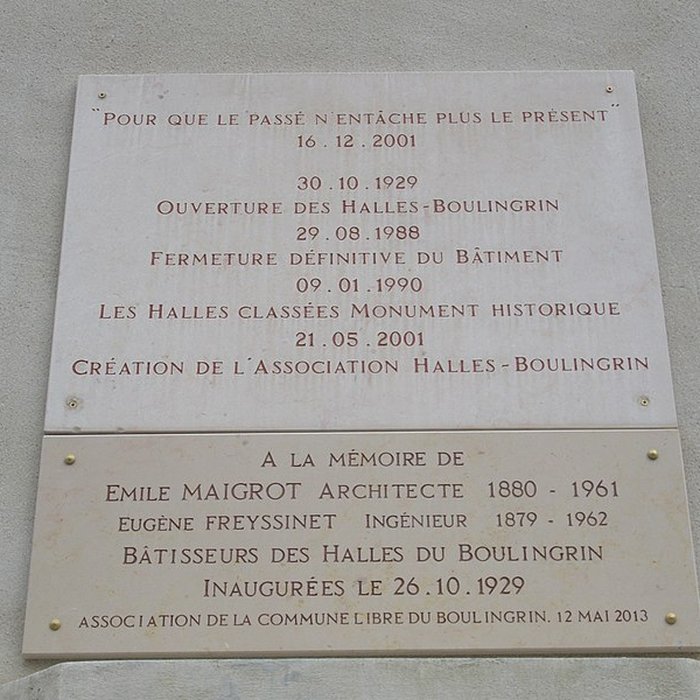 "Pour que le passé n'entâche plus le présent"
16.12.2001
30.10.1929
Ouverture des Halles-Boulingrin
29.08.1988
Fermeture définitive du Bâtiment
09.01.1990
Les Halles classées Monument historique
21.05.2001
Création de l'Association Halles-Boulingrin
A la mémoire de
Emile MAIGROT Architecte 1880 - 1961
Eugène FREYSSINET Ingénieur 1879 - 1962
Bâtisseurs des Halles du Boulingrin
Inaugurées le 26.10.1929
ASSOCIATION DE LA COMMUNE LIBRE DU BOULINGRIN. 12 MAI 2013